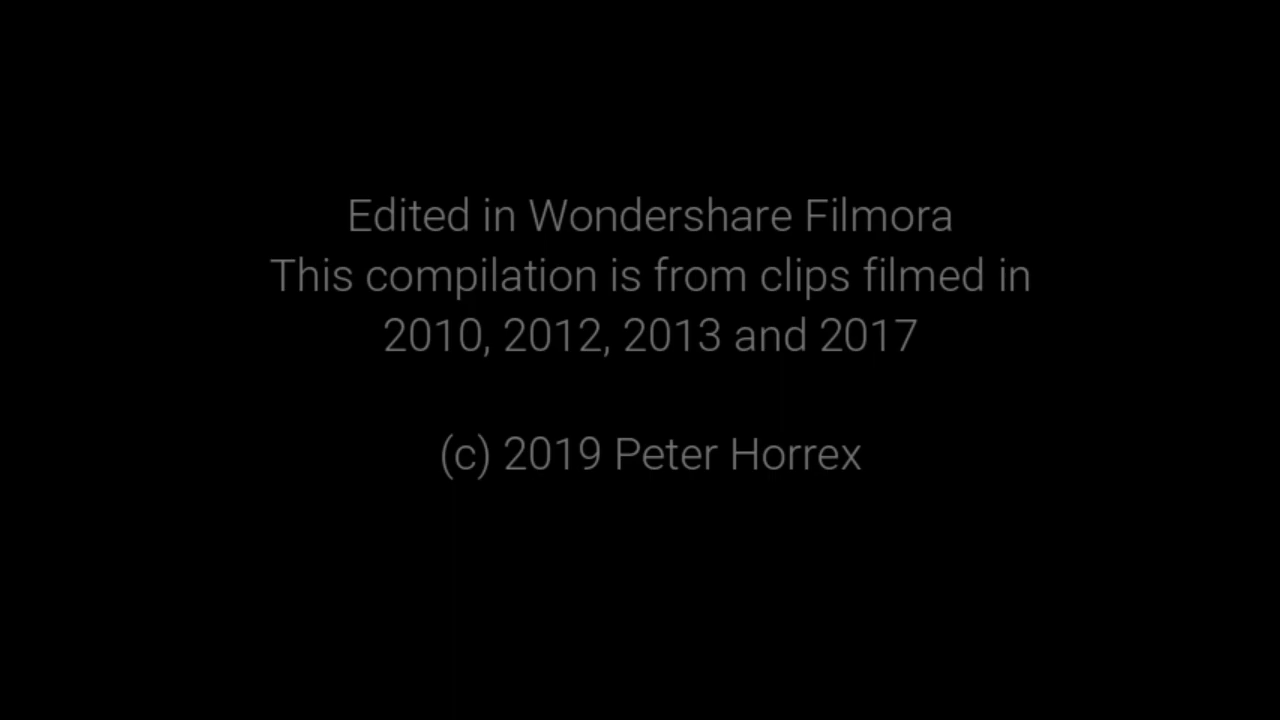 Edited in Wondershare Filmora
This compilation is from clips filmed in
2010, 2012, 2013 and 2017
(c) 2019 Peter Horrex